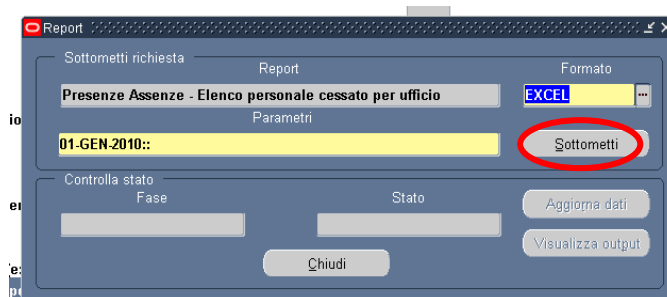 Report
Sottometti richiesta
Report
Formato
Presenze Assenze - Elenco personale cessato per ufficio
EXCEL
...
io
Parametri
01-GEN-2010::
Sottometti
Controlla stato
Fase
Stato
Aggiorna dati
Visualizza output
Chiudi